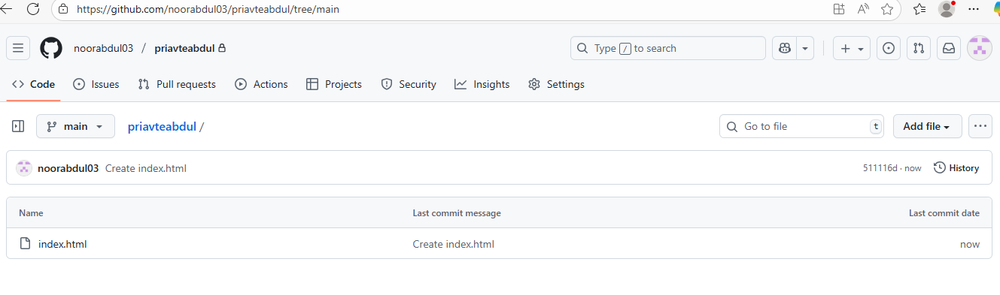 https://github.com/noorabdul03/priavteabdul/tree/main
noorabdul03 / priavteabdul Type / to search
Code Issues Pull requests Actions Projects Security Insights Settings
main priavteabdul / Go to file t Add file
noorabdul03 Create index.html 511116d · now History
Name Last commit message Last commit date
index.html Create index.html now